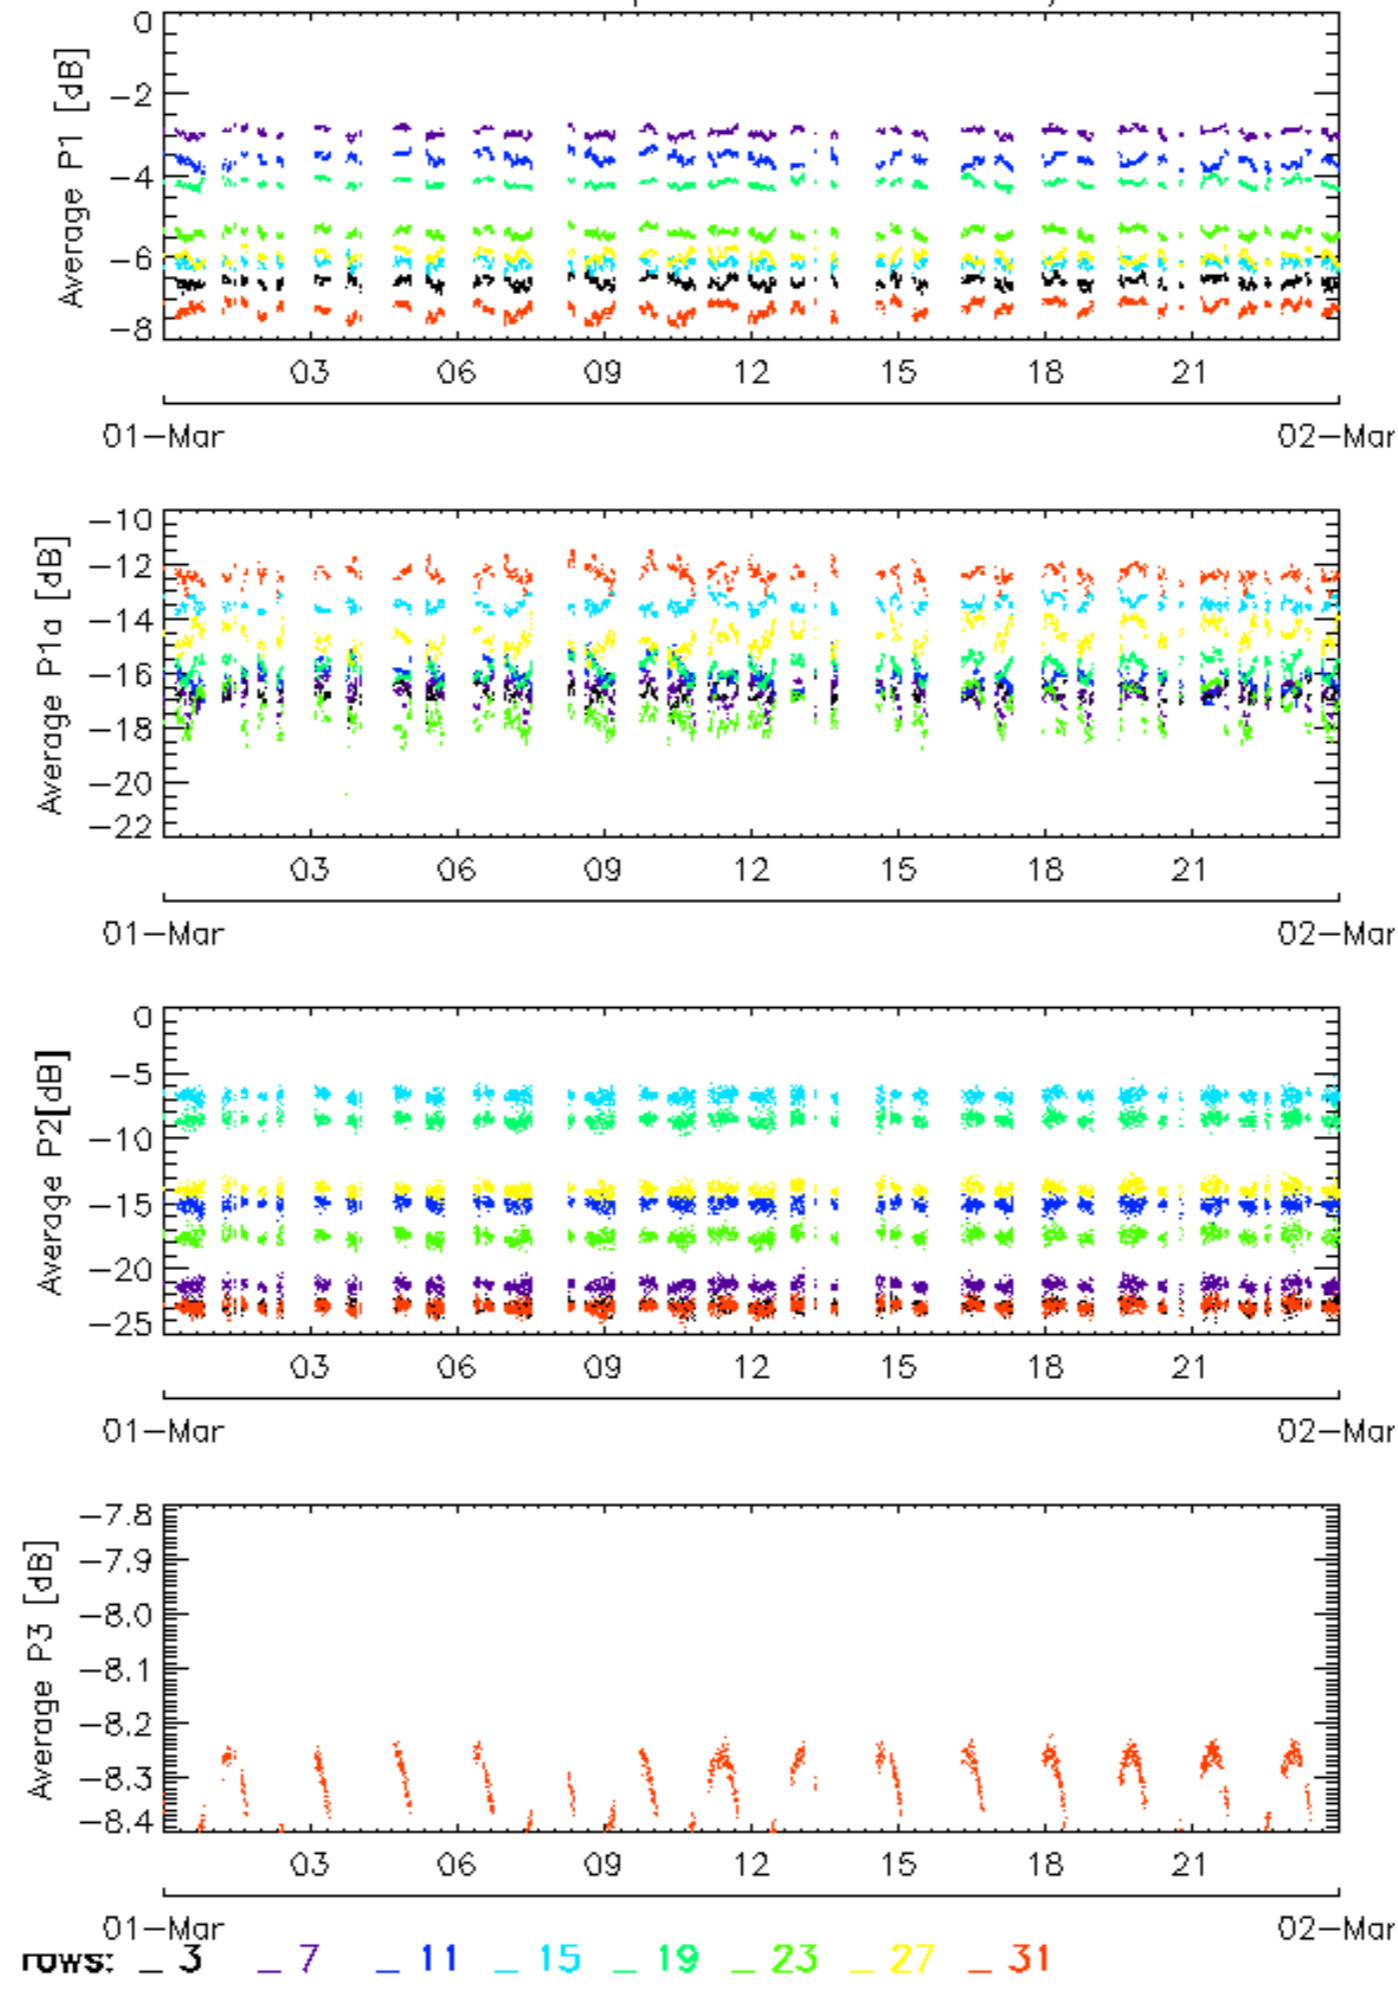 0
−2
−4
−6
−8
Average P1 [dB]
03 06 09 12 15 18 21
01−Mar 02−Mar
−10
−12
−14
−16
−18
−20
−22
Average P1a [dB]
03 06 09 12 15 18 21
01−Mar 02−Mar
0
−5
−10
−15
−20
−25
Average P2[dB]
03 06 09 12 15 18 21
01−Mar 02−Mar
−7.8
−7.9
−8.0
−8.1
−8.2
−8.3
−8.4
Average P3 [dB]
03 06 09 12 15 18 21
01−Mar 02−Mar
rows: _ 3 _ 7 _ 11 _ 15 _ 19 _ 23 _ 27 _ 31